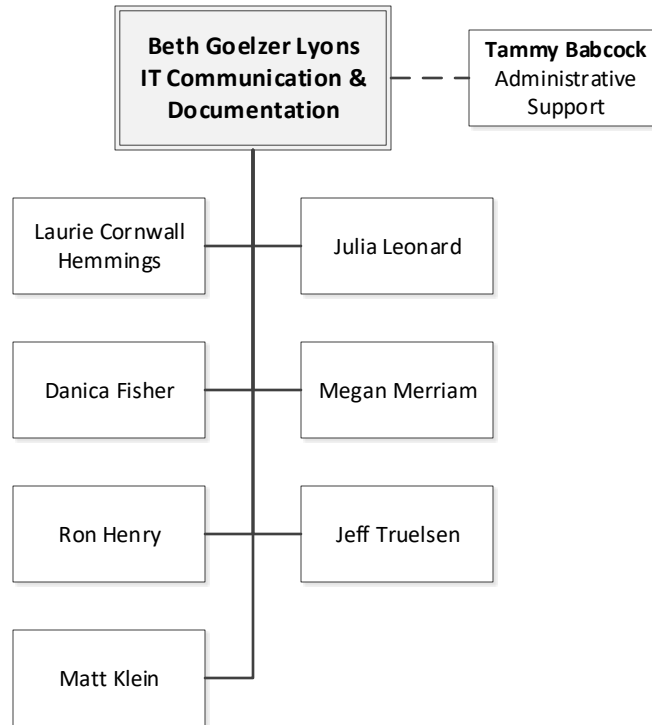 Beth Goelzer Lyons
IT Communication &
Documentation
Tammy Babcock
Administrative
Support
Laurie Cornwall
Hemmings
Julia Leonard
Danica Fisher
Megan Merriam
Ron Henry
Jeff Truelsen
Matt Klein